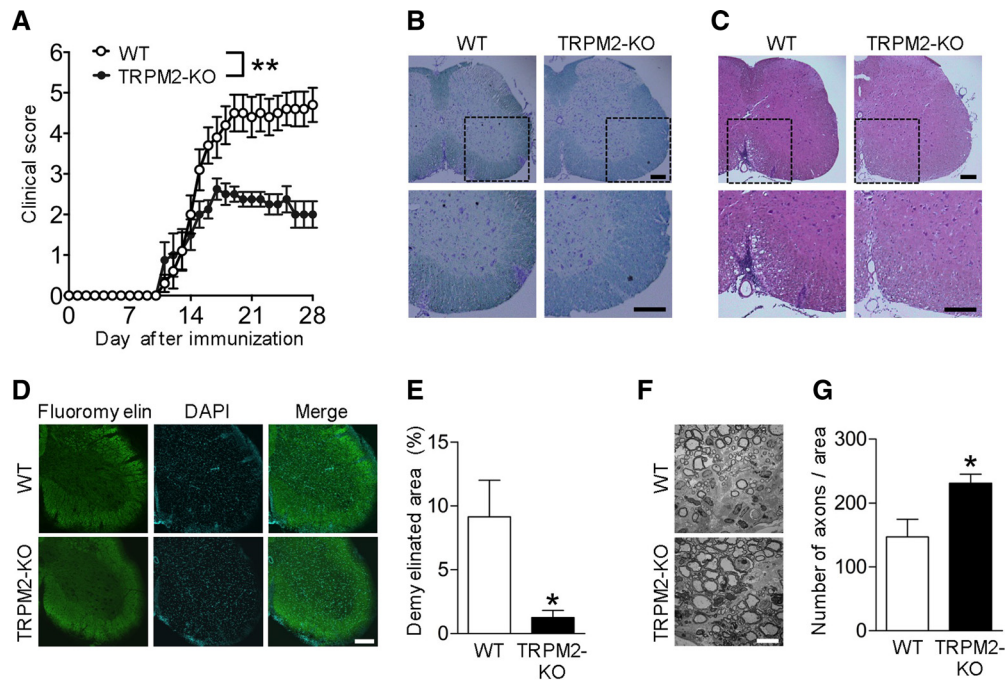 A
6
5
4
3
2
1
0
Clinical score
WT
TRPM2-KO
**
0 7 14 21 28
Day after immunization
B
WT TRPM2-KO
C
WT TRPM2-KO
D
Fluoromy elin DAPI Merge
WT
TRPM2-KO
E
Demy elinated area (%)
15
10
5
0
*
WT TRPM2-
KO
F
WT
TRPM2-KO
G
Number of axons / area
300
200
100
0
*
WT TRPM2-
KO